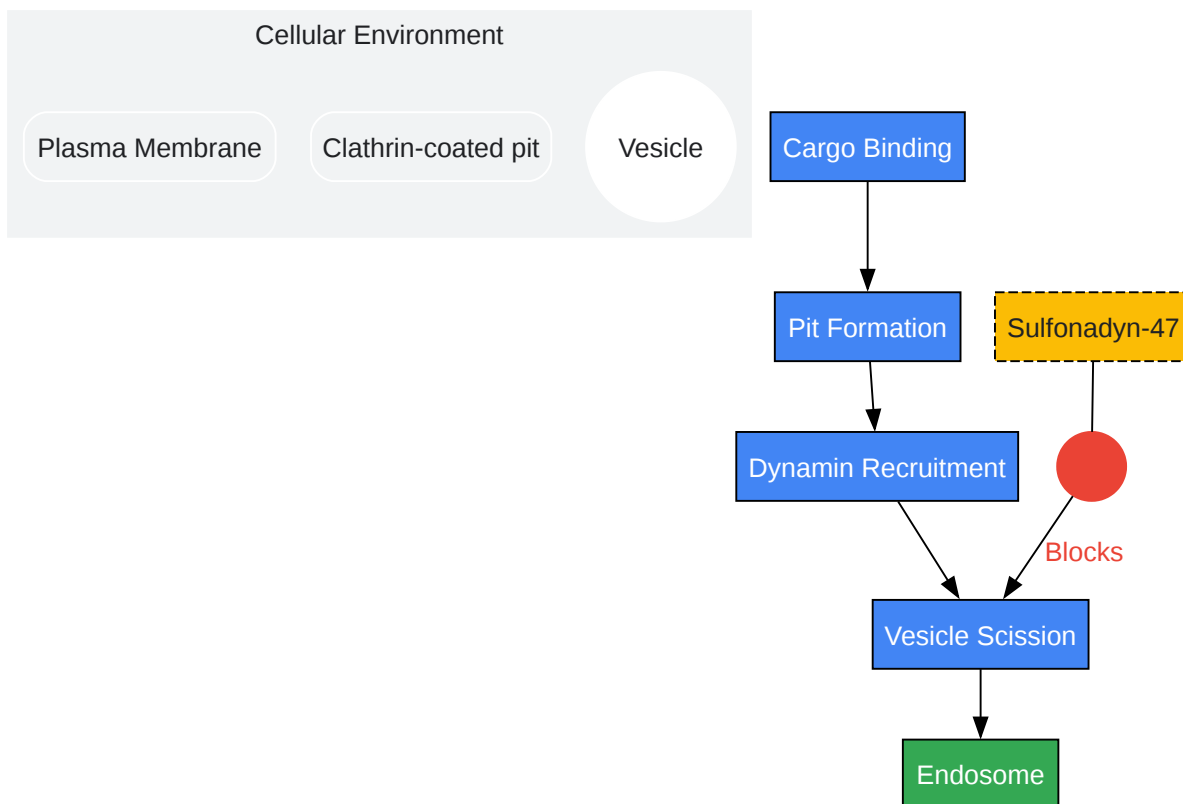 Cellular Environment
Plasma Membrane
Clathrin-coated pit
Vesicle
Cargo Binding
Pit Formation
Sulfonadyn-47
Dynamin Recruitment
Blocks
Vesicle Scission
Endosome